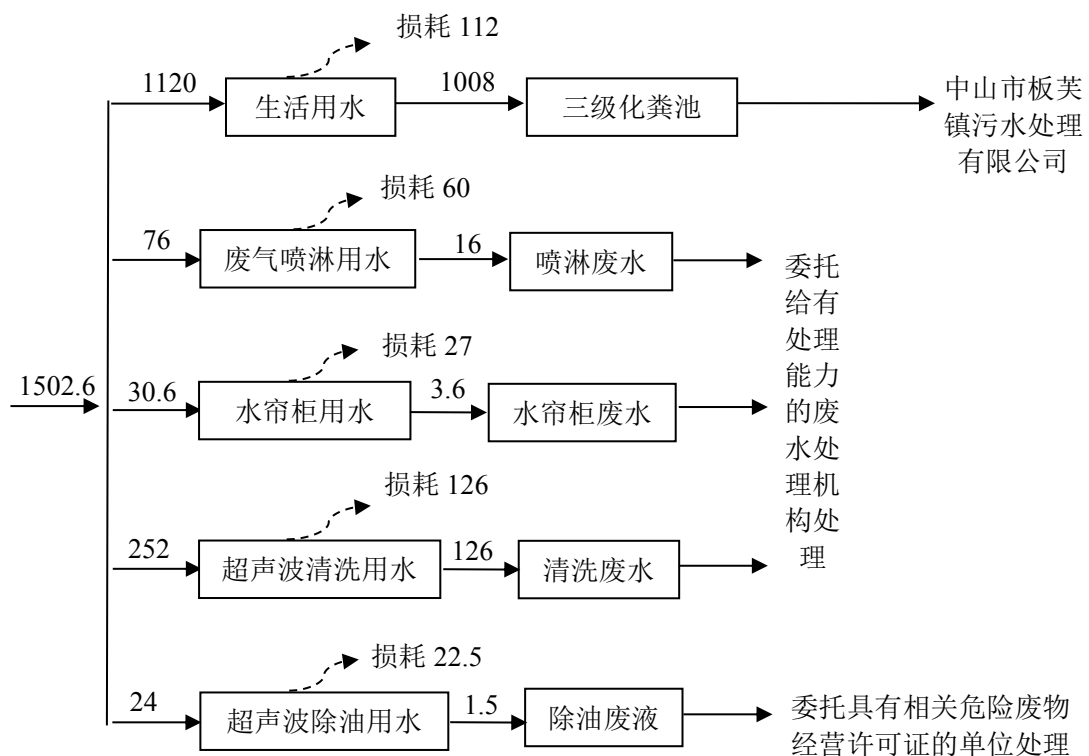 损耗 112
1120
生活用水
1008
三级化粪池
中山市板芙
镇污水处理
有限公司
损耗 60
76
废气喷淋用水
16
喷淋废水
委托
给有
处理
能力
的废
水处
理机
构处
理
损耗 27
1502.6
30.6
水帘柜用水
3.6
水帘柜废水
损耗 126
252
超声波清洗用水
126
清洗废水
损耗 22.5
24
超声波除油用水
1.5
除油废液
委托具有相关危险废物
经营许可证的单位处理